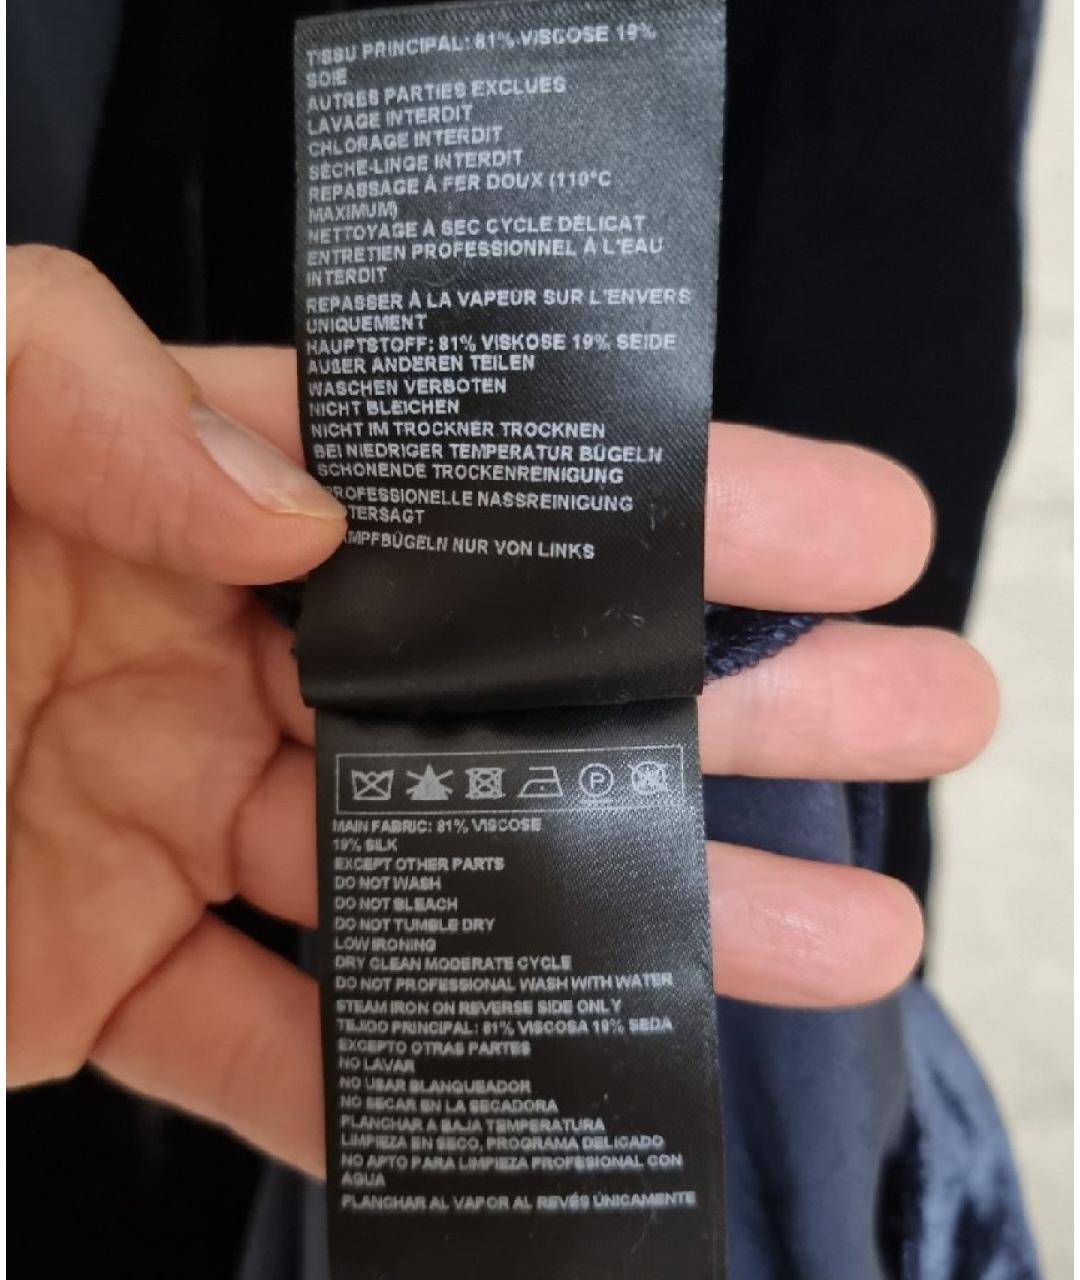 TISSU PRINCIPAL: 81% VISCOSE 19%
SOIE
AUTRES PARTIES EXCLUES
LAVAGE INTERDIT
CHLORAGE INTERDIT
SÈCHE-LINGE INTERDIT
REPASSAGE À FER DOUX (110°C
MAXIMUM)
NETTOYAGE À SEC CYCLE DÉLICAT
ENTRETIEN PROFESSIONNEL À L'EAU
INTERDIT
REPASSER À LA VAPEUR SUR L'ENVERS
UNIQUEMENT
HAUPTSTOFF: 81% VISKOSE 19% SEIDE
AUßER ANDEREN TEILEN
WASCHEN VERBOTEN
NICHT BLEICHEN
NICHT IM TROCKNER TROCKNEN
BEI NIEDRIGER TEMPERATUR BÜGELN
SCHONENDE TROCKENREINIGUNG
ROFESSIONELLE NASSREINIGUNG
TERSAGT
MPFBÜGELN NUR VON LINKS
P
MAIN FABRIC: 81% VISCOSE
19% SILK
EXCEPT OTHER PARTS
DO NOT WASH
DO NOT BLEACH
DO NOT TUMBLE DRY
LOW IRONING
DRY CLEAN MODERATE CYCLE
DO NOT PROFESSIONAL WASH WITH WATER
STEAM IRON ON REVERSE SIDE ONLY
TEJIDO PRINCIPAL: 81% VISCOSA 19% SEDA
EXCEPTO OTRAS PARTES
NO LAVAR
NO USAR BLANQUEADOR
NO SECAR EN LA SECADORA
PLANCHAR A BAJA TEMPERATURA
LIMPIEZA EN SECO, PROGRAMA DELICADO
NO APTO PARA LIMPIEZA PROFESIONAL CON
AGUA
PLANCHAR AL VAPOR AL REVÉS ÚNICAMENTE